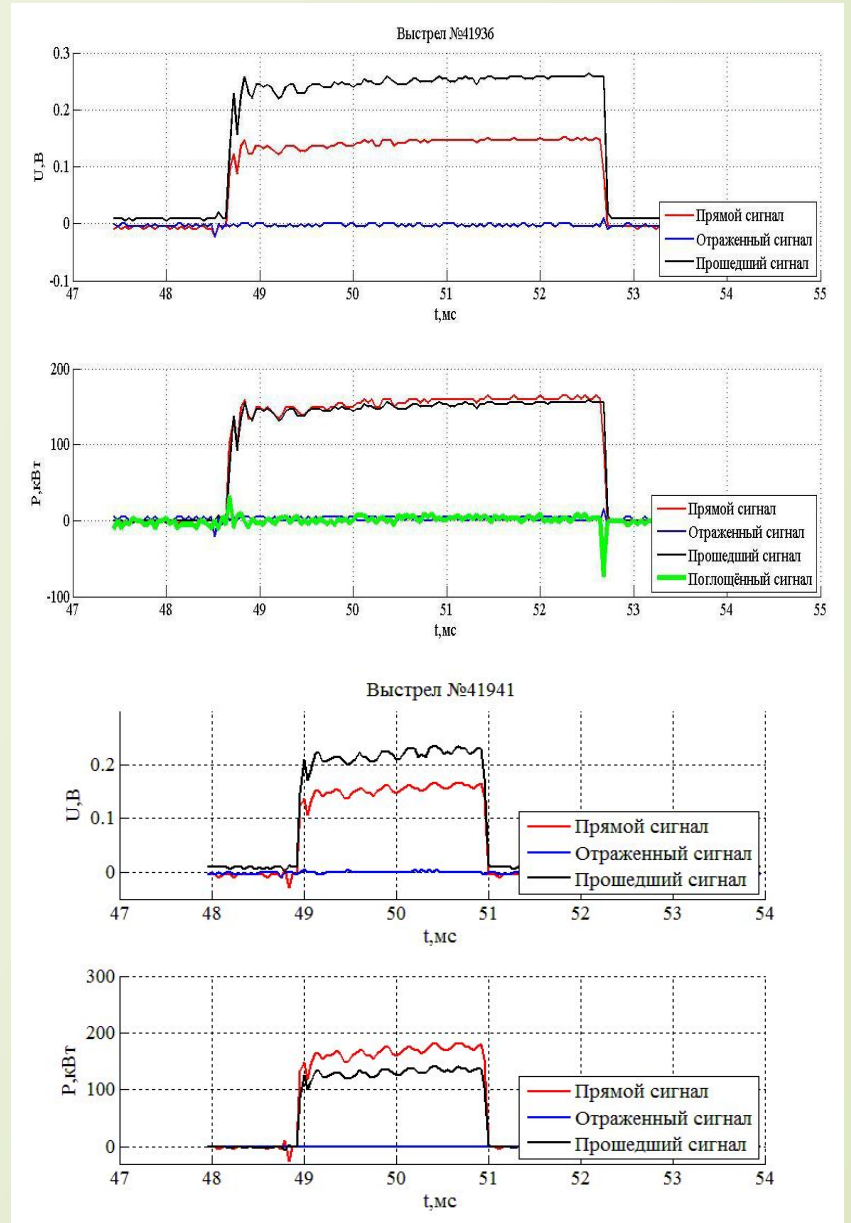 Выстрел №41936
0.3
0.2
0.1
0
-0.1
U,В
47 48 49 50 51 52 53 54 55
t,мс
Прямой сигнал
Отраженный сигнал
Прошедший сигнал
200
100
0
-100
P,кВт
47 48 49 50 51 52 53 54 55
t,мс
Прямой сигнал
Отраженный сигнал
Прошедший сигнал
Поглощённый сигнал
Выстрел №41941
0.2
0.1
0
U,В
47 48 49 50 51 52 53 54
t,мс
Прямой сигнал
Отраженный сигнал
Прошедший сигнал
300
200
100
0
P,кВт
47 48 49 50 51 52 53 54
t,мс
Прямой сигнал
Отраженный сигнал
Прошедший сигнал